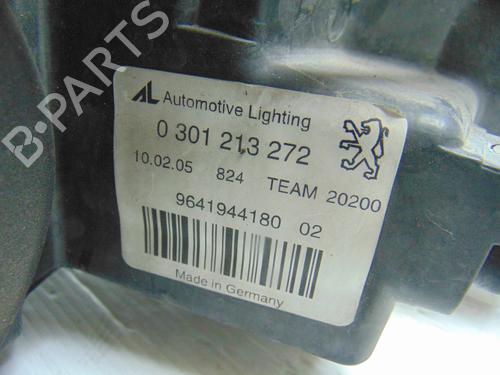 B-PARTS
AL Automotive Lighting
0 301 213 272
10.02.05 824 TEAM 20200
9641944180 02
Made in Germany